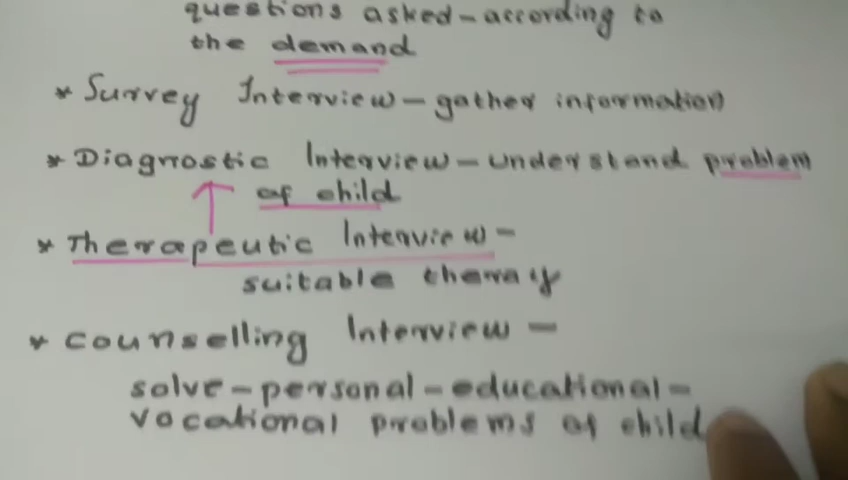 questions asked - according to
the demand
* Survey Interview - gather information
* Diagnostic Interview - understand problem
of child
* Therapeutic Interview -
suitable theray
* Counselling Interview -
solve - personal - educational -
vocational problems of child